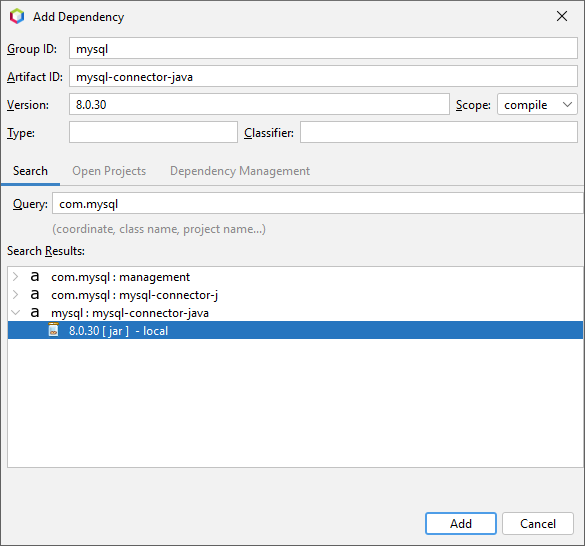 Add Dependency
Group ID: mysql
Artifact ID: mysql-connector-java
Version: 8.0.30 Scope: compile
Type: Classifier:
Search Open Projects Dependency Management
Query: com.mysql
(coordinate, class name, project name...)
Search Results:
a com.mysql : management
a com.mysql : mysql-connector-j
a mysql : mysql-connector-java
8.0.30 [ jar ] - local
Add Cancel